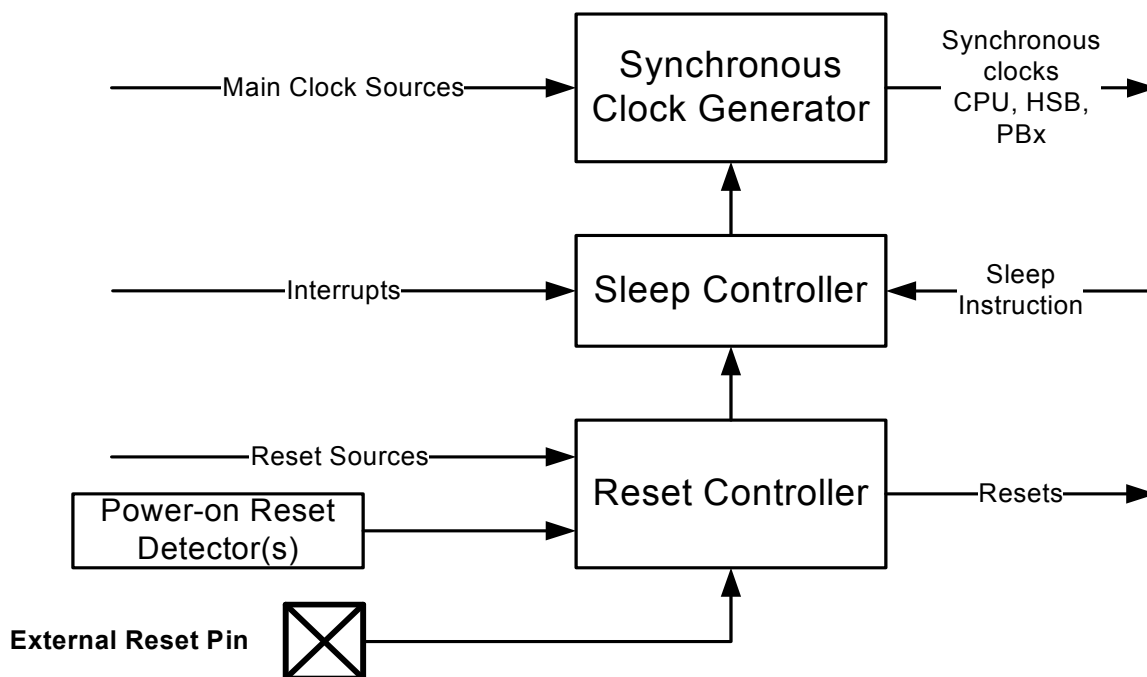 Main Clock Sources
Synchronous
Clock Generator
Synchronous
clocks
CPU, HSB,
PBx
Interrupts
Sleep Controller
Sleep
Instruction
Reset Sources
Power-on Reset
Detector(s)
Reset Controller
Resets
External Reset Pin